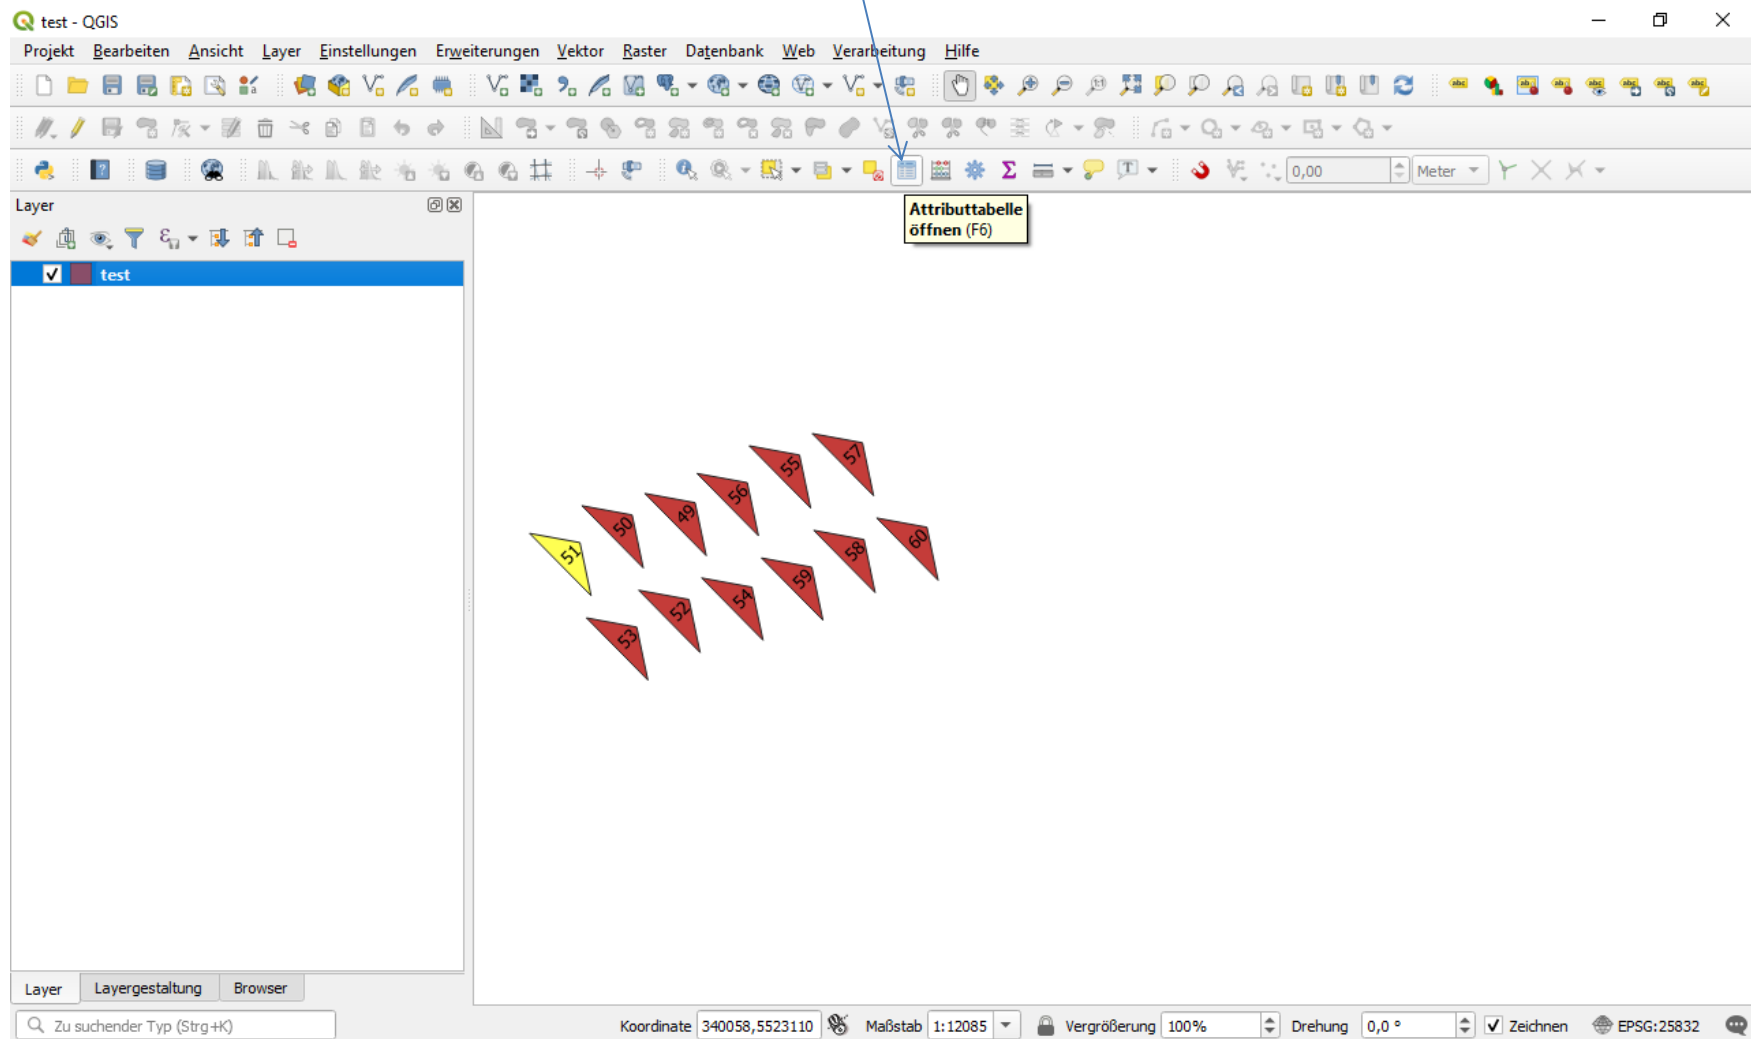 test - QGIS
Projekt Bearbeiten Ansicht Layer Einstellungen Erweiterungen Vektor Raster Datenbank Web Verarbeitung Hilfe
0,00 Meter
Layer
Attributtabelle
öffnen (F6)
test
57
55
56
49
50
51
60
58
59
54
52
53
Layer Layergestaltung Browser
Zu suchender Typ (Strg+K) Koordinate 340058,5523110 Maßstab 1:12085 Vergrößerung 100% Drehung 0,0 ° Zeichnen EPSG:25832